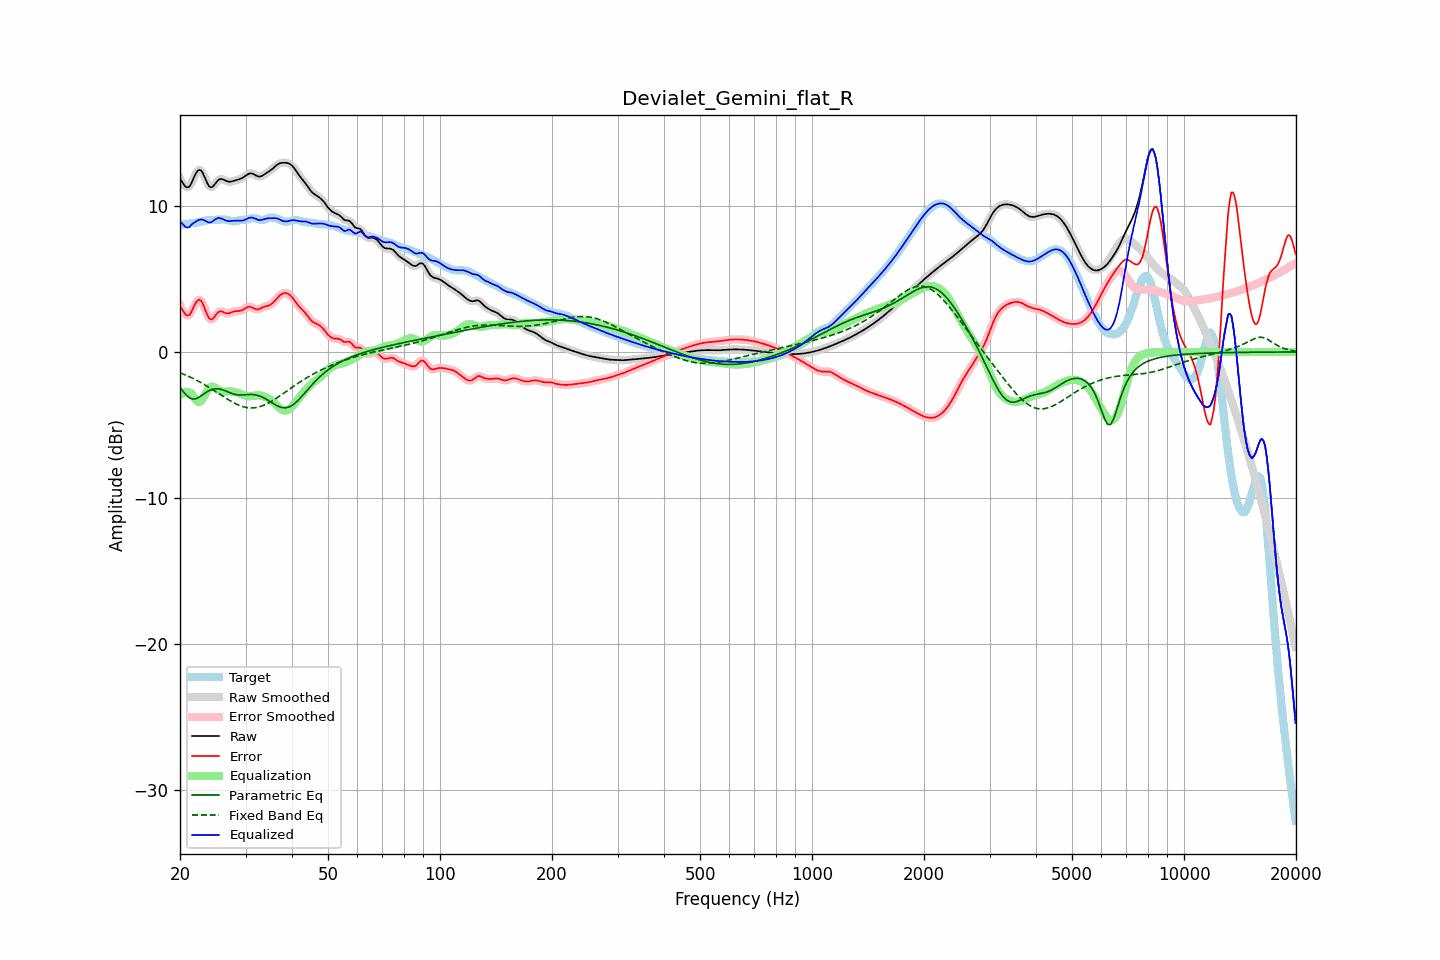 Devialet_Gemini_flat_R
Amplitude (dBr)
10
0
−10
−20
−30
Target
Raw Smoothed
Error Smoothed
Raw
Error
Equalization
Parametric Eq
Fixed Band Eq
Equalized
20 50 100 200 500 1000 2000 5000 10000 20000
Frequency (Hz)